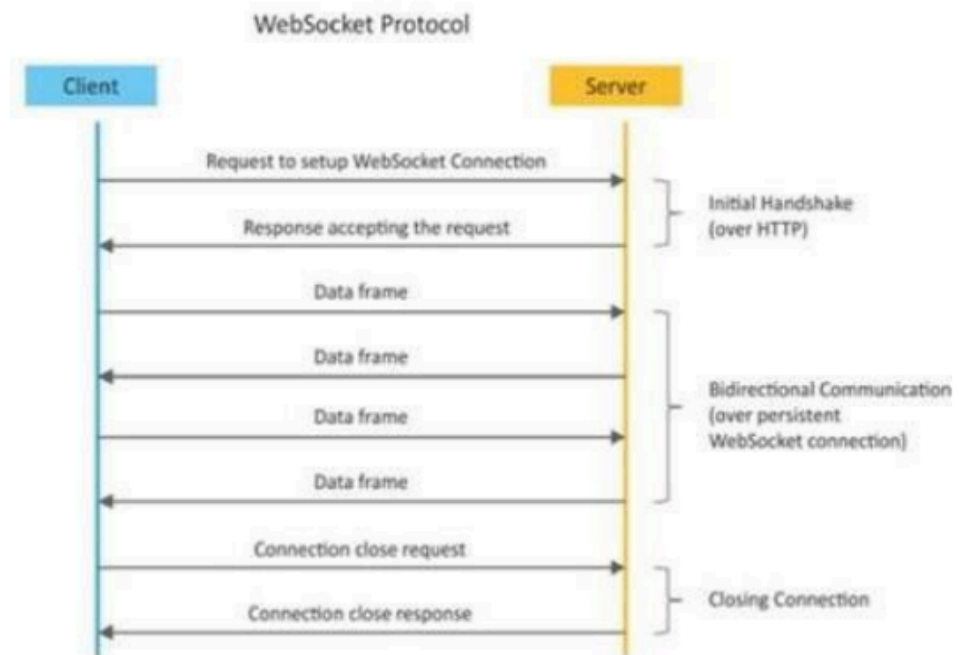 WebSocket Protocol
Client
Server
Request to setup WebSocket Connection
Response accepting the request
Initial Handshake
(over HTTP)
Data frame
Data frame
Data frame
Data frame
Bidirectional Communication
(over persistent
WebSocket connection)
Connection close request
Connection close response
Closing Connection